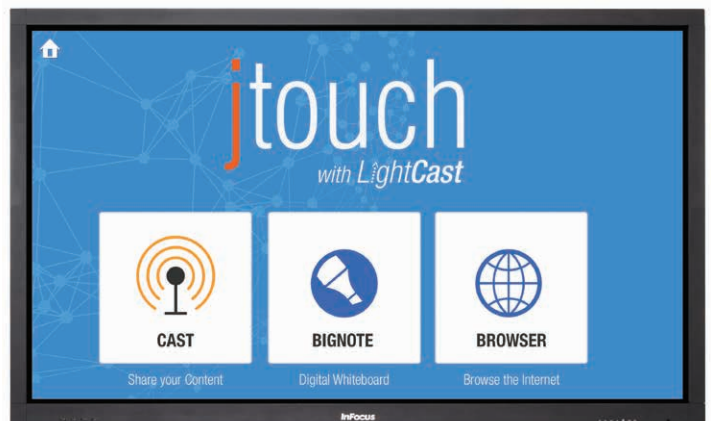 jtouch
with LightCast
CAST
BIGNOTE
BROWSER
Share your Content
Digital Whiteboard
Browse the Internet
InFocus